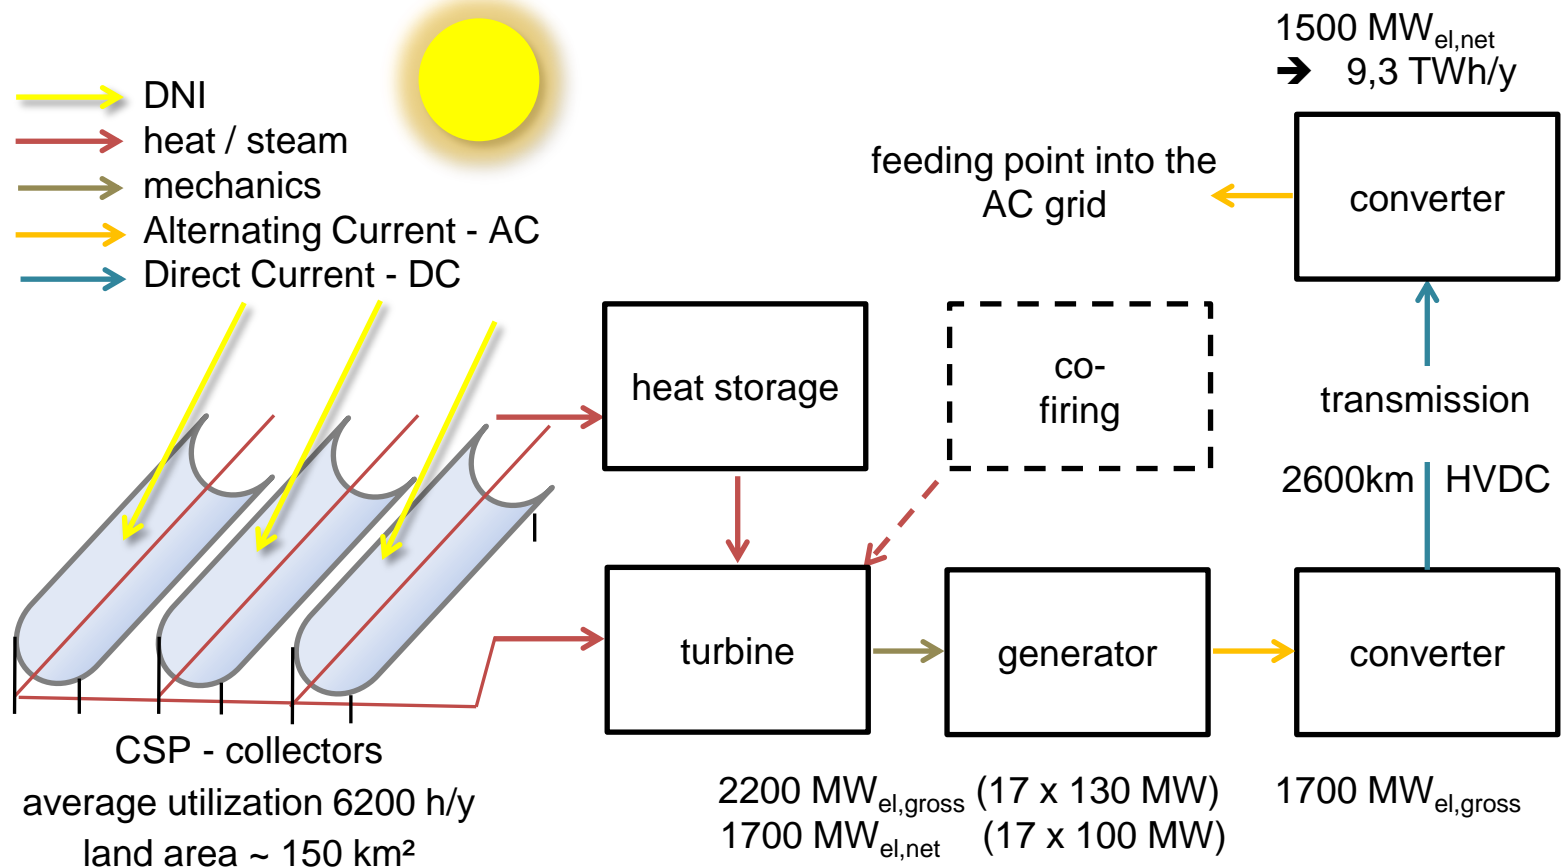 DNI
heat / steam
mechanics
Alternating Current - AC
Direct Current - DC
1500 MWel,net
➔ 9,3 TWh/y
feeding point into the
AC grid
converter
heat storage
co-
firing
transmission
2600km HVDC
turbine
generator
converter
CSP - collectors
average utilization 6200 h/y
land area ~ 150 km²
2200 MWel,gross (17 x 130 MW)
1700 MWel,net (17 x 100 MW)
1700 MWel,gross